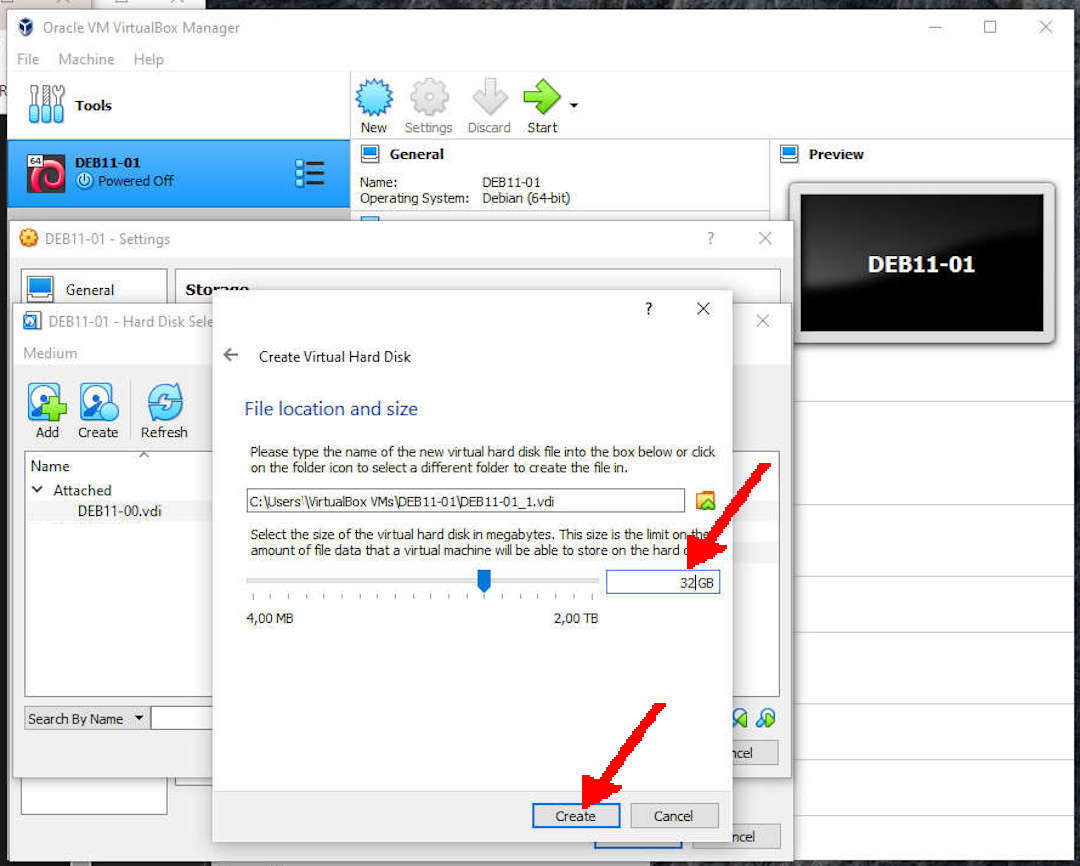 Oracle VM VirtualBox Manager
File Machine Help
Tools
New Settings Discard Start
64
DEB11-01
Powered Off
General
Name: DEB11-01
Operating System: Debian (64-bit)
Preview
DEB11-01
DEB11-01 - Settings ?
General
Storage
DEB11-01 - Hard Disk Sele
Medium
Add Create Refresh
Name
Attached
DEB11-00.vdi
Search By Name
?
Create Virtual Hard Disk
File location and size
Please type the name of the new virtual hard disk file into the box below or click
on the folder icon to select a different folder to create the file in.
C:\Users\\VirtualBox VMs\DEB11-01\DEB11-01_1.vdi
Select the size of the virtual hard disk in megabytes. This size is the limit on the
amount of file data that a virtual machine will be able to store on the hard
32 GB
4,00 MB 2,00 TB
Create Cancel
ncel
ncel